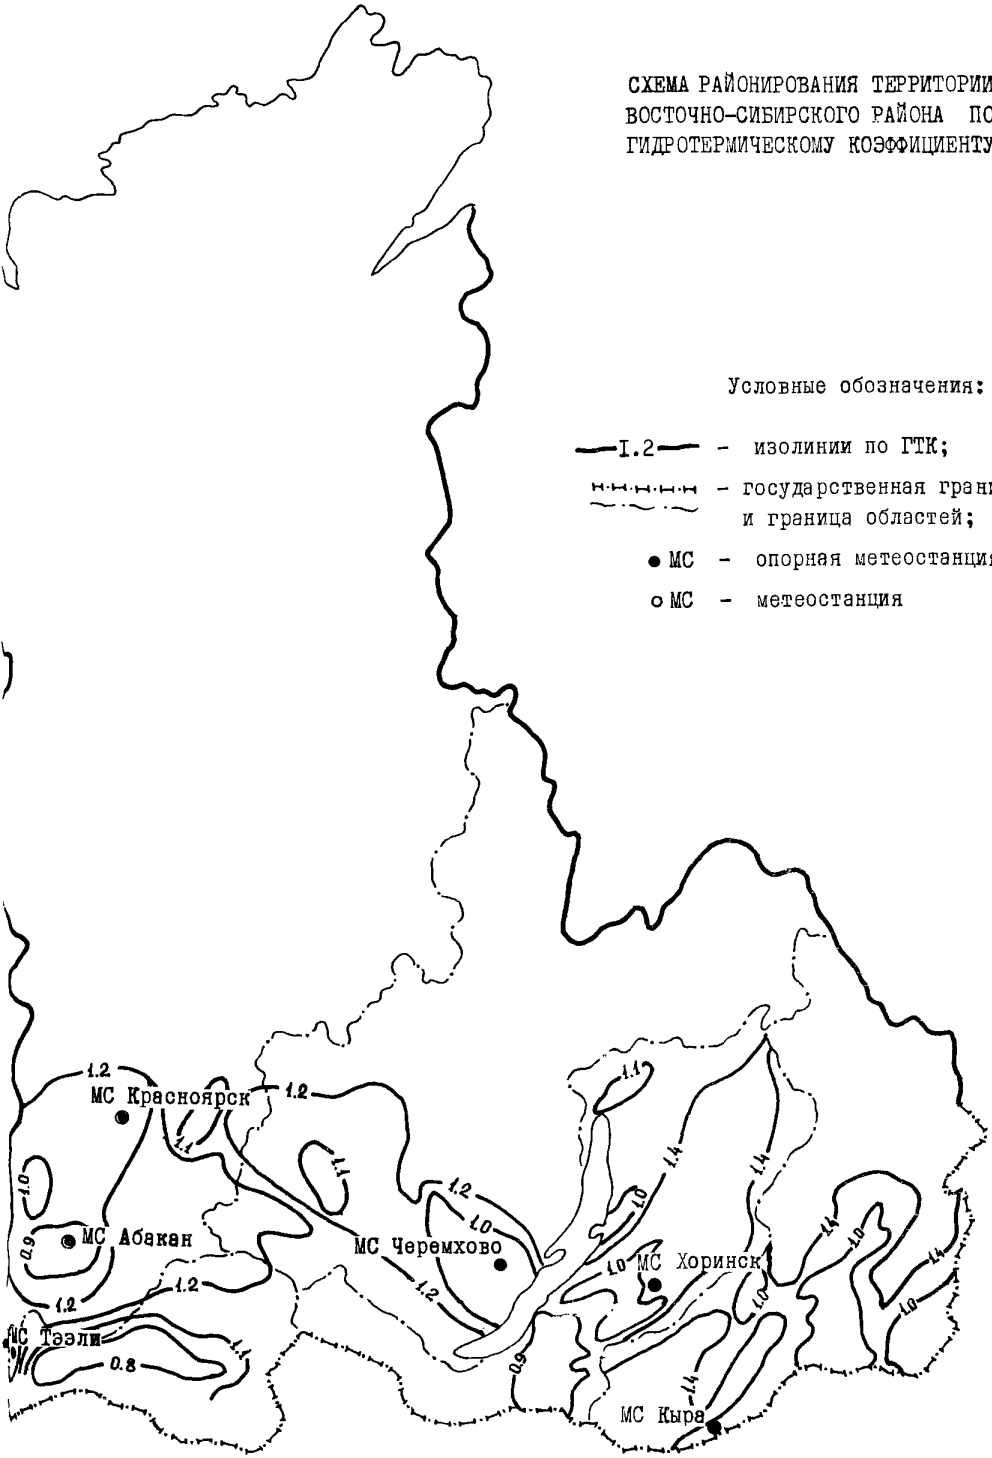 СХЕМА РАЙОНИРОВАНИЯ ТЕРРИТОРИИ
ВОСТОЧНО-СИБИРСКОГО РАЙОНА ПО
ГИДРОТЕРМИЧЕСКОМУ КОЭФФИЦИЕНТУ
Условные обозначения:
I.2 - изолинии по ГТК;
- государственная грани
и граница областей;
МС - опорная метеостанция
МС - метеостанция
1.2
МС Красноярск
1.2
1.1
1.1
1.1
1.0
1.4
1.4
1.2
1.0
1.0
0.9
МС Абакан
МС Черемхово
1.0
МС Хоринск
1.4
1.0
1.4
1.2
1.2
1.2
1.0
1.0
МС Тээли
0.8
0.9
1.4
МС Кыра